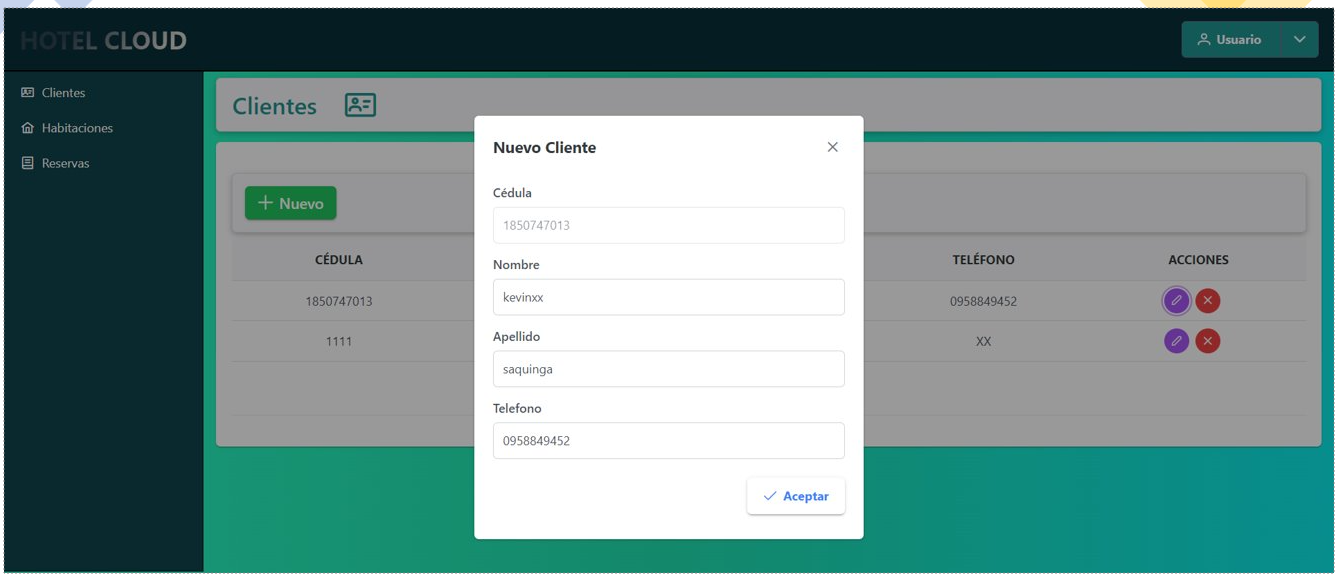 HOTEL CLOUD
Usuario
Clientes
Habitaciones
Reservas
Clientes
Nuevo
CÉDULA TELÉFONO ACCIONES
1850747013 0958849452
1111 XX
Nuevo Cliente
Cédula
1850747013
Nombre
kevinxx
Apellido
saquinga
Telefono
0958849452
Aceptar